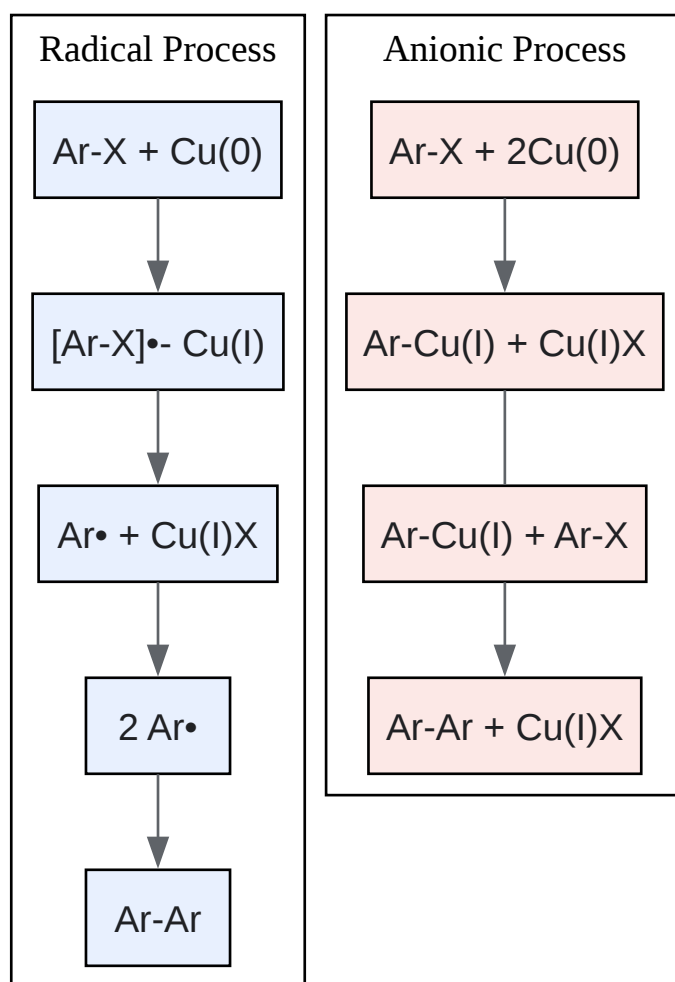 Radical Process
Ar-X + Cu(0)
[Ar-X]•- Cu(I)
Ar• + Cu(I)X
2 Ar•
Ar-Ar
Anionic Process
Ar-X + 2Cu(0)
Ar-Cu(I) + Cu(I)X
Ar-Cu(I) + Ar-X
Ar-Ar + Cu(I)X